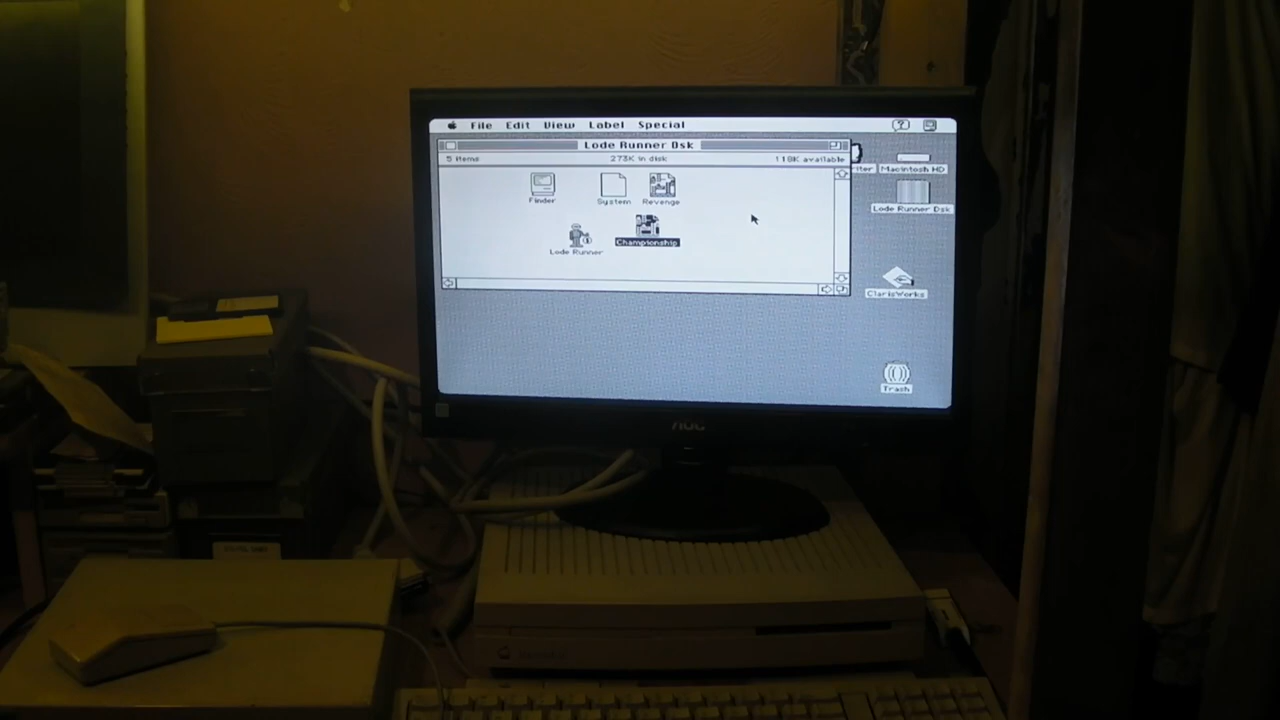 File Edit View Label Special
Lode Runner Dsk
5 items 273K in disk 118K available
Macintosh HD
Finder System Revenge
Lode Runner Dsk
Championship
Lode Runner
ClarisWorks
Trash
AOC